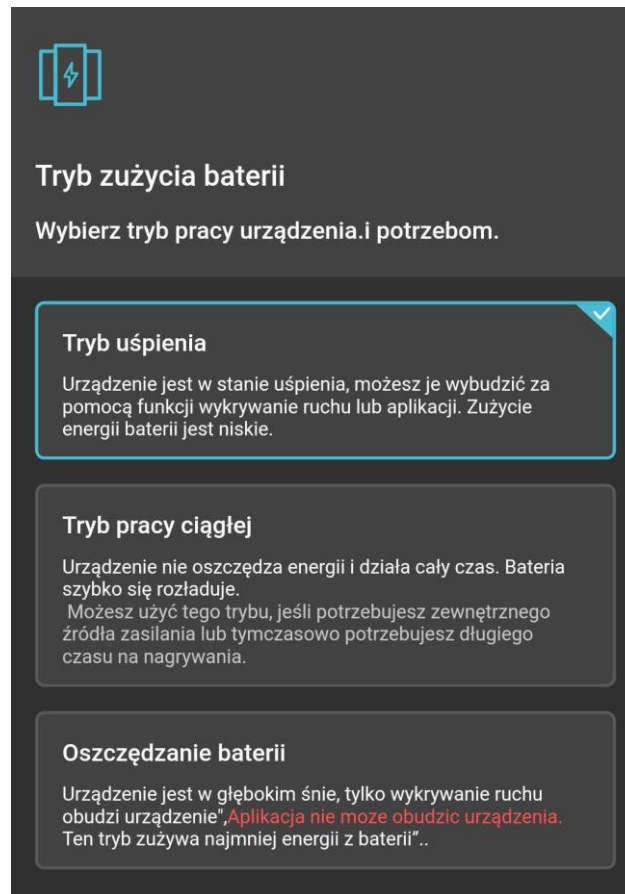 Tryb zużycia baterii
Wybierz tryb pracy urządzenia.i potrzebom.
Tryb uśpienia
Urządzenie jest w stanie uśpienia, możesz je wybudzić za
pomocą funkcji wykrywanie ruchu lub aplikacji. Zużycie
energii baterii jest niskie.
Tryb pracy ciągłej
Urządzenie nie oszczędza energii i działa cały czas. Bateria
szybko się rozładuje.
Możesz użyć tego trybu, jeśli potrzebujesz zewnętrznego
źródła zasilania lub tymczasowo potrzebujesz długiego
czasu na nagrywania.
Oszczędzanie baterii
Urządzenie jest w głębokim śnie, tylko wykrywanie ruchu
obudzi urządzenie",Aplikacja nie moze obudzic urządzenia.
Ten tryb zużywa najmniej energii z baterii”..